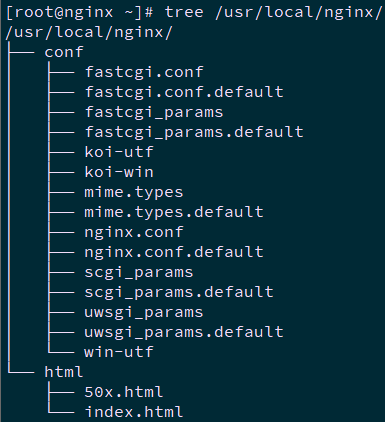 [root@nginx ~]# tree /usr/local/nginx/
/usr/local/nginx/
├── conf
│   ├── fastcgi.conf
│   ├── fastcgi.conf.default
│   ├── fastcgi_params
│   ├── fastcgi_params.default
│   ├── koi-utf
│   ├── koi-win
│   ├── mime.types
│   ├── mime.types.default
│   ├── nginx.conf
│   ├── nginx.conf.default
│   ├── scgi_params
│   ├── scgi_params.default
│   ├── uwsgi_params
│   ├── uwsgi_params.default
│   └── win-utf
└── html
    ├── 50x.html
    └── index.html